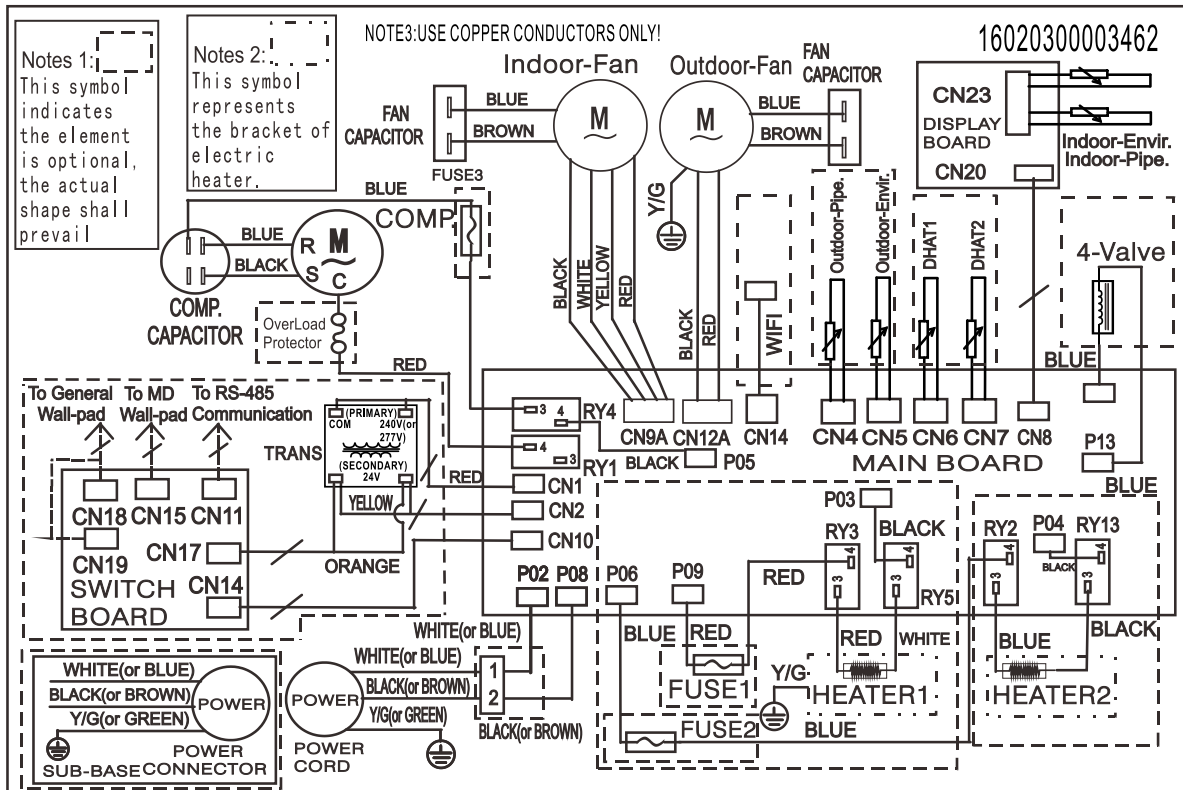 NOTE3:USE COPPER CONDUCTORS ONLY!
16020300003462
Notes 1:
This symbol
indicates
the element
is optional,
the actual
shape shall
prevail
Notes 2:
This symbol
represents
the bracket of
electric
heater.
Indoor-Fan
Outdoor-Fan
FAN
CAPACITOR
BLUE
BROWN
M
FAN
CAPACITOR
M
BLUE
BROWN
Y/G
CN23
DISPLAY
BOARD
CN20
Indoor-Envir.
Indoor-Pipe.
FUSE3
BLUE
COMP.
BLUE
BLACK
R
S
C
M
COMP.
CAPACITOR
OverLoad
Protector
RED
BLACK
WHITE
YELLOW
RED
BLACK
RED
WIFI
Outdoor-Pipe.
Outdoor-Envir.
DHAT1
DHAT2
4-Valve
BLUE
To General
Wall-pad
To MD
Wall-pad
To RS-485
Communication
(PRIMARY)
COM
240V(or
277V)
TRANS
(SECONDARY)
24V
RED
YELLOW
ORANGE
CN18
CN15
CN11
CN19
CN17
CN14
SWITCH
BOARD
3
4
RY4
4
3
RY1
BLACK
P05
CN9A
CN12A
CN14
CN4
CN5
CN6
CN7
CN8
MAIN BOARD
P13
BLUE
CN1
CN2
CN10
P02
P08
P06
P09
P03
BLACK
RY3
4
3
RED
4
3
RY5
RY2
4
3
P04
BLACK
RY13
4
3
WHITE(or BLUE)
BLUE
RED
RED
WHITE
BLUE
BLACK
FUSE1
Y/G
HEATER1
HEATER2
FUSE2
BLUE
WHITE(or BLUE)
BLACK(or BROWN)
Y/G(or GREEN)
POWER
SUB-BASE
POWER
CONNECTOR
POWER
WHITE(or BLUE)
BLACK(or BROWN)
Y/G(or GREEN)
1
2
BLACK(or BROWN)
POWER
CORD